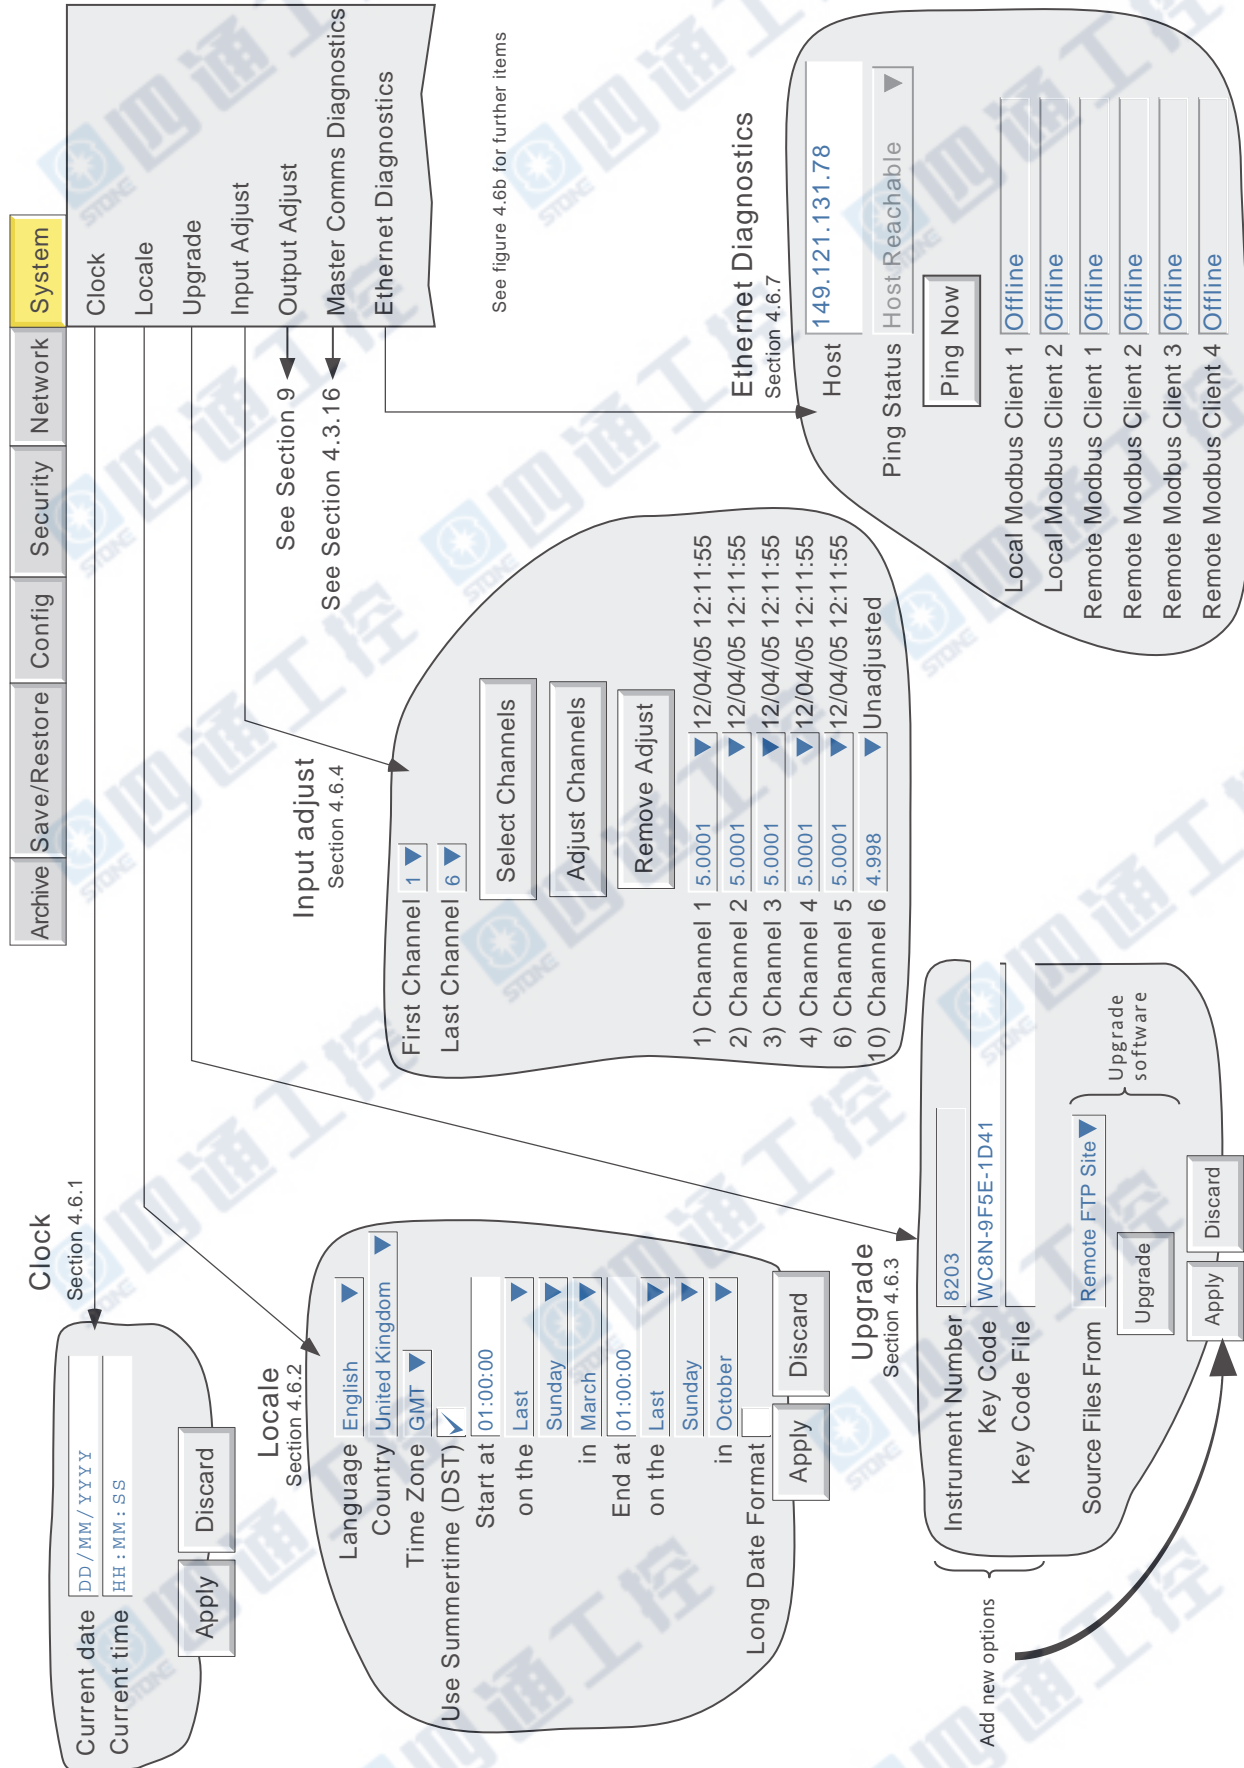 Archive Save/Restore Config Security Network System
Clock
Locale
Upgrade
Input Adjust
Output Adjust
Master Comms Diagnostics
Ethernet Diagnostics
See Section 9
See Section 4.3.16
See figure 4.6b for further items
Clock
Section 4.6.1
Current date DD/MM/YYYY
Current time HH:MM:SS
Apply Discard
Locale
Section 4.6.2
Language English
Country United Kingdom
Time Zone GMT
Use Summertime (DST)
Start at 01:00:00
on the Last
Sunday
in March
End at 01:00:00
on the Last
Sunday
in October
Long Date Format
Apply Discard
Input adjust
Section 4.6.4
First Channel 1
Last Channel 6
Select Channels
Adjust Channels
Remove Adjust
1) Channel 1 5.0001 12/04/05 12:11:55
2) Channel 2 5.0001 12/04/05 12:11:55
3) Channel 3 5.0001 12/04/05 12:11:55
4) Channel 4 5.0001 12/04/05 12:11:55
6) Channel 5 5.0001 12/04/05 12:11:55
10) Channel 6 4.998 Unadjusted
Ethernet Diagnostics
Section 4.6.7
Host 149.121.131.78
Ping Status Host Reachable
Ping Now
Local Modbus Client 1 Offline
Local Modbus Client 2 Offline
Remote Modbus Client 1 Offline
Remote Modbus Client 2 Offline
Remote Modbus Client 3 Offline
Remote Modbus Client 4 Offline
Upgrade
Section 4.6.3
Instrument Number 8203
Key Code WC8N-9F5E-1D41
Key Code File
Source Files From Remote FTP Site
Upgrade
Apply Discard
Add new options
Upgrade
software
STONE 四通工控